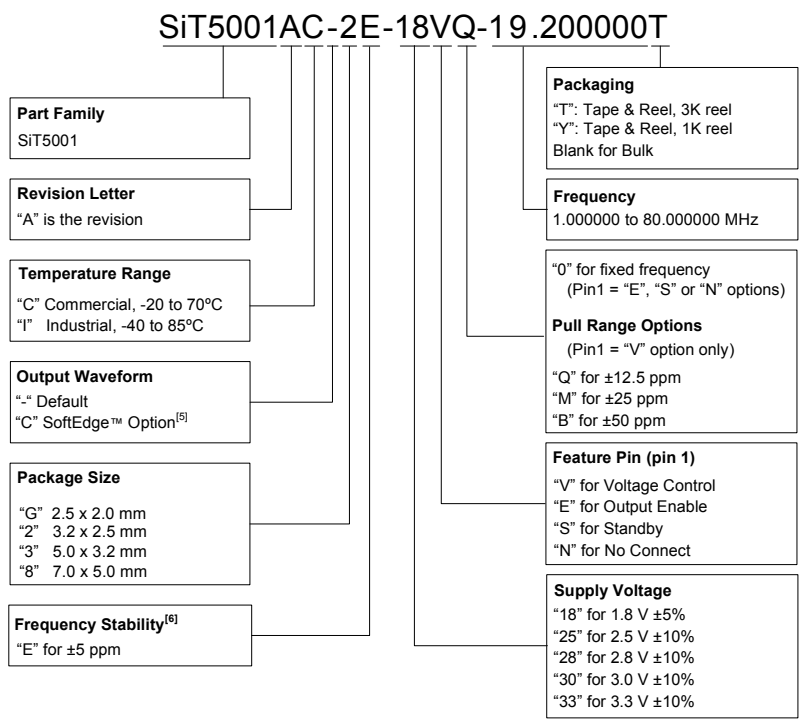 SiT5001AC-2E-18VQ-19.200000T
Part Family
SiT5001
Revision Letter
“A” is the revision
Temperature Range
“C” Commercial, -20 to 70ºC
“I” Industrial, -40 to 85ºC
Output Waveform
“-“ Default
“C” SoftEdge™ Option[5]
Package Size
“G” 2.5 x 2.0 mm
“2” 3.2 x 2.5 mm
“3” 5.0 x 3.2 mm
“8” 7.0 x 5.0 mm
Frequency Stability[6]
“E” for ±5 ppm
Packaging
“T”: Tape & Reel, 3K reel
“Y”: Tape & Reel, 1K reel
Blank for Bulk
Frequency
1.000000 to 80.000000 MHz
“0” for fixed frequency
(Pin1 = “E”, “S” or “N” options)
Pull Range Options
(Pin1 = “V” option only)
“Q” for ±12.5 ppm
“M” for ±25 ppm
“B” for ±50 ppm
Feature Pin (pin 1)
“V” for Voltage Control
“E” for Output Enable
“S” for Standby
“N” for No Connect
Supply Voltage
“18” for 1.8 V ±5%
“25” for 2.5 V ±10%
“28” for 2.8 V ±10%
“30” for 3.0 V ±10%
“33” for 3.3 V ±10%